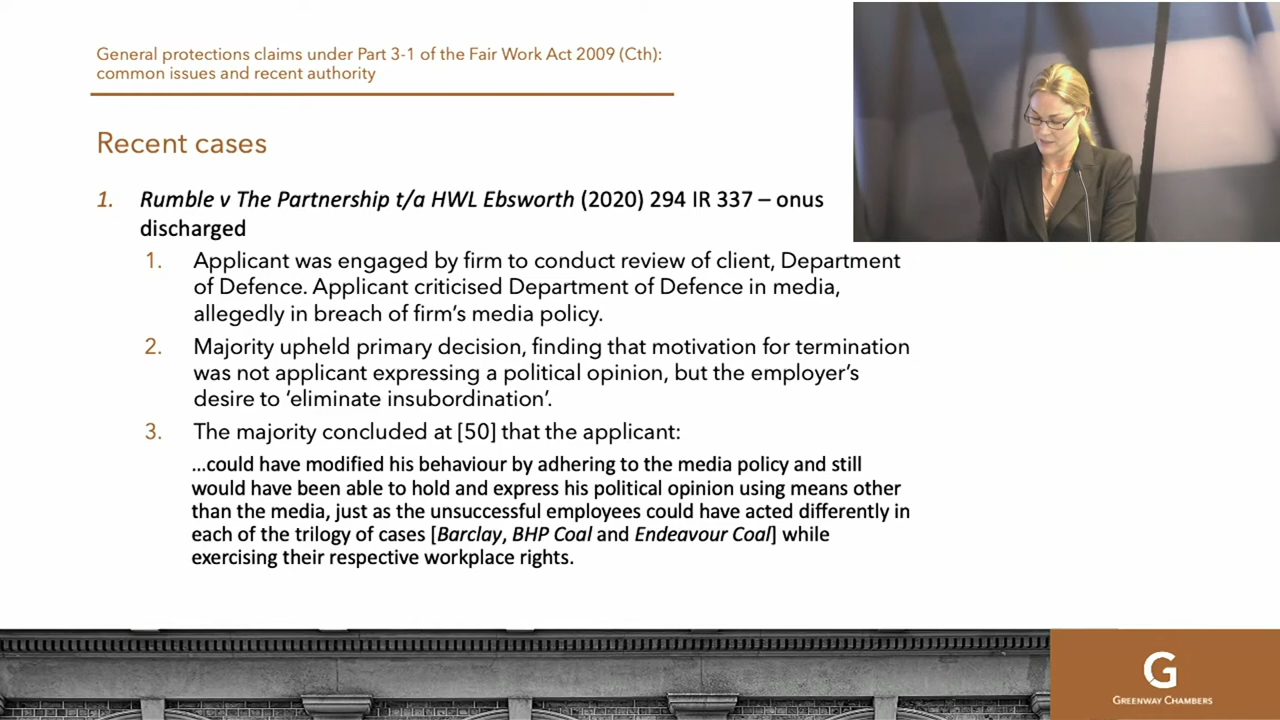 General protections claims under Part 3-1 of the Fair Work Act 2009 (Cth):
common issues and recent authority
Recent cases
1. Rumble v The Partnership t/a HWL Ebsworth (2020) 294 IR 337 – onus
discharged
1. Applicant was engaged by firm to conduct review of client, Department
of Defence. Applicant criticised Department of Defence in media,
allegedly in breach of firm’s media policy.
2. Majority upheld primary decision, finding that motivation for termination
was not applicant expressing a political opinion, but the employer’s
desire to ‘eliminate insubordination’.
3. The majority concluded at [50] that the applicant:
…could have modified his behaviour by adhering to the media policy and still
would have been able to hold and express his political opinion using means other
than the media, just as the unsuccessful employees could have acted differently in
each of the trilogy of cases [Barclay, BHP Coal and Endeavour Coal] while
exercising their respective workplace rights.
G
GREENWAY CHAMBERS